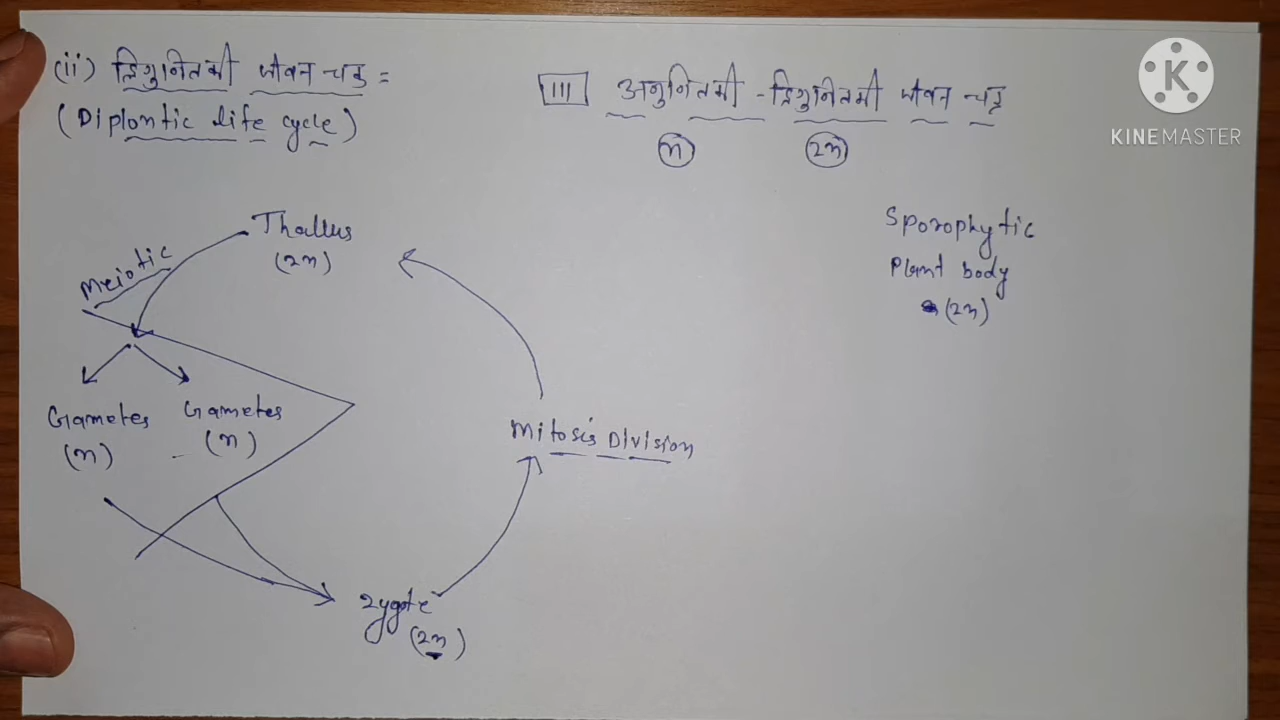 (ii) द्विगुनितकी जीवन चक्र =
(Diplontic life cycle)
III अगुनितकी - द्विगुनितकी जीवन चक्र
n 2n
KINEMASTER
Thallus
(2n)
Meiotic
Gametes
(n)
Gametes
(n)
Zygote
(2n)
Mitosis Division
Sporophytic
Plant body
(2n)